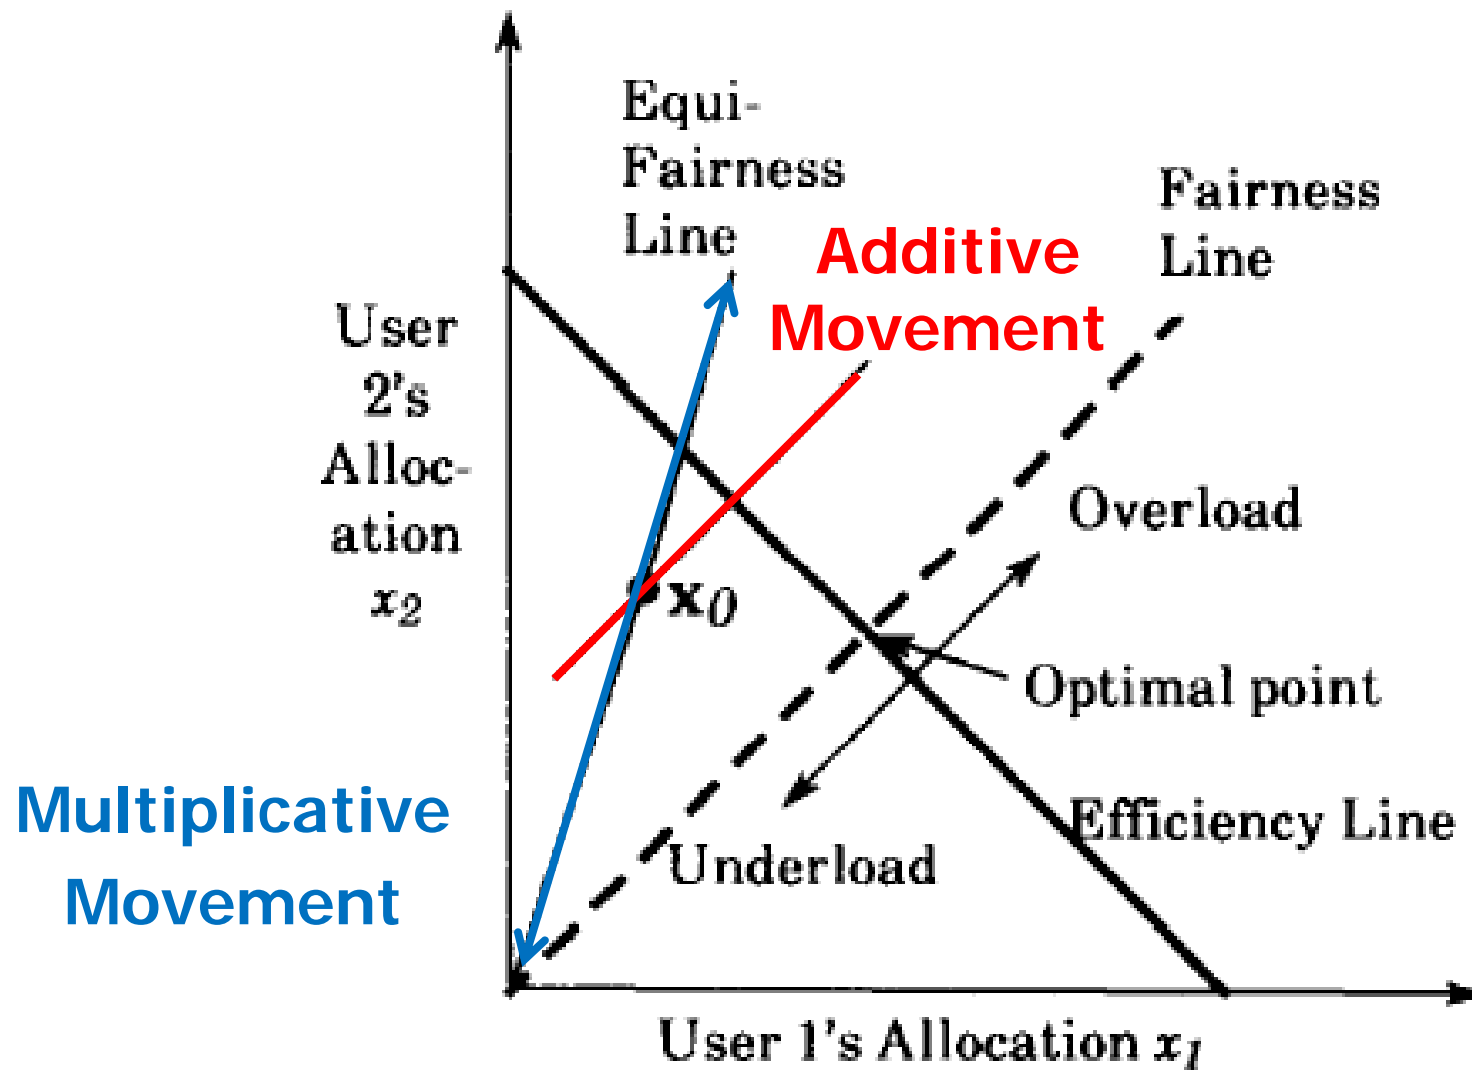 Equi-
Fairness
Line
Fairness
Line
Additive
Movement
User
2's
Alloc-
ation
x2
Overload
x0
Optimal point
Multiplicative
Movement
Efficiency Line
Underload
User 1's Allocation x1